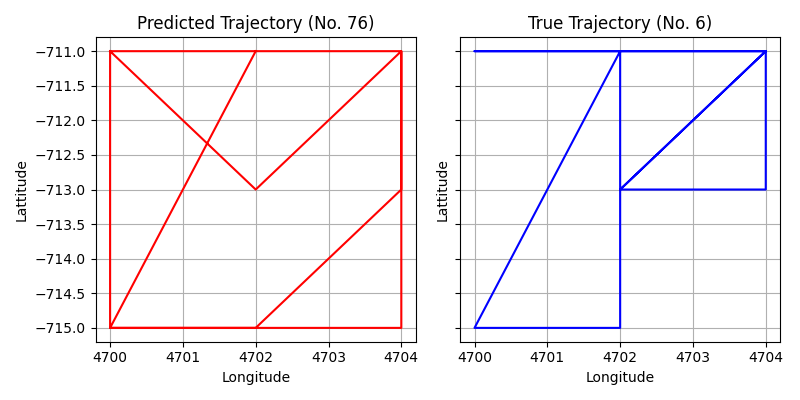 Predicted Trajectory (No. 76)
True Trajectory (No. 6)
−711.0
−711.5
−712.0
−712.5
−713.0
−713.5
−714.0
−714.5
−715.0
Lattitude
Lattitude
4700 4701 4702 4703 4704
4700 4701 4702 4703 4704
Longitude
Longitude